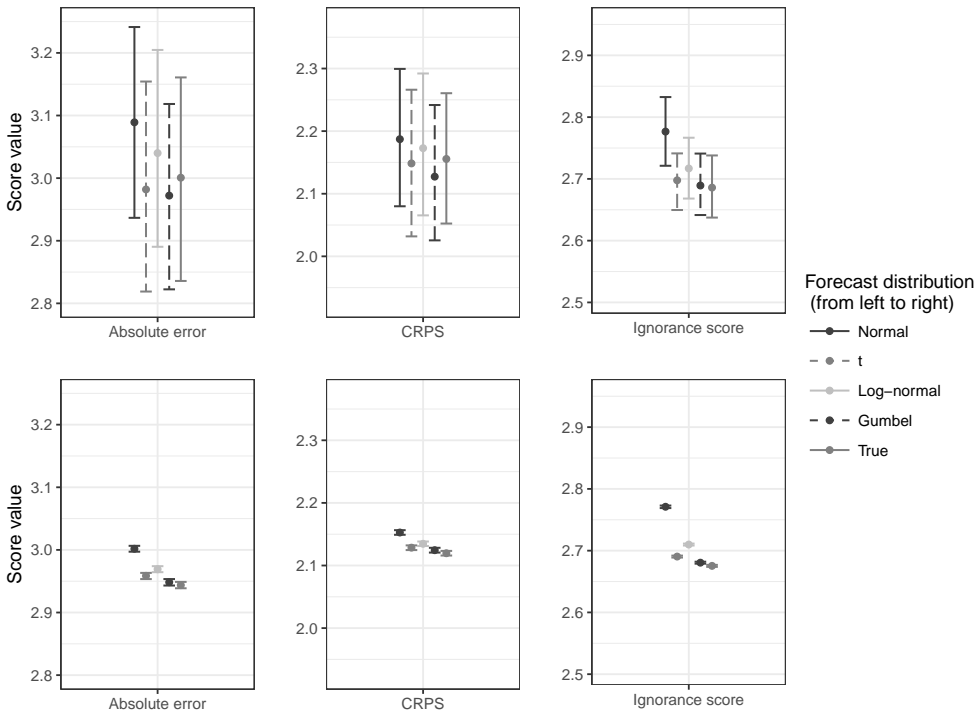 Score value
3.2
3.1
3.0
2.9
2.8
Absolute error
2.3
2.2
2.1
2.0
CRPS
2.9
2.8
2.7
2.6
2.5
Ignorance score
Forecast distribution
(from left to right)
Normal
t
Log−normal
Gumbel
True
Score value
3.2
3.1
3.0
2.9
2.8
Absolute error
2.3
2.2
2.1
2.0
CRPS
2.9
2.8
2.7
2.6
2.5
Ignorance score